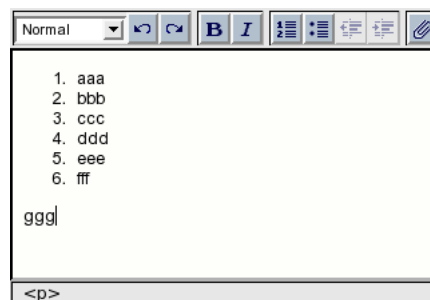 Normal B I
1. aaa
2. bbb
3. ccc
4. ddd
5. eee
6. fff
ggg
<p>